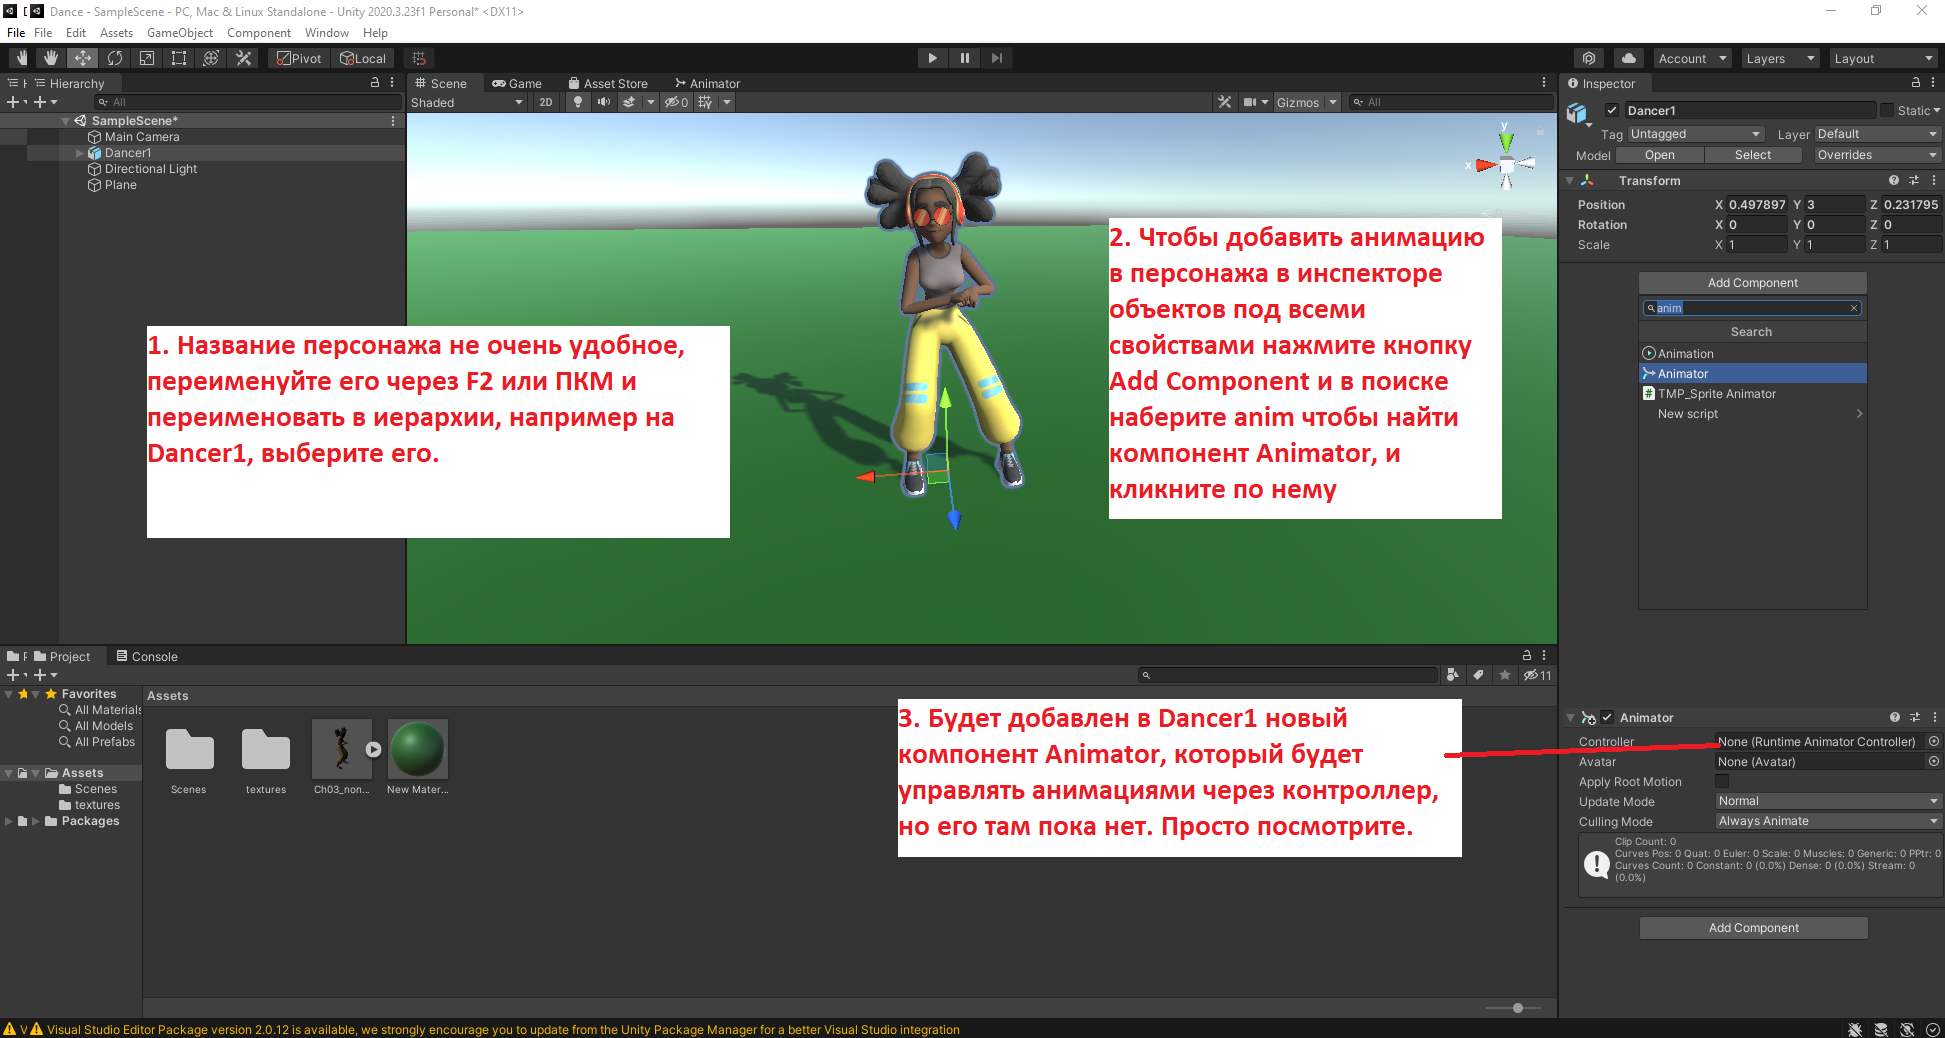 Dance - SampleScene - PC, Mac & Linux Standalone - Unity 2020.3.23f1 Personal* <DX11>
File File Edit Assets GameObject Component Window Help
Pivot Local Account Layers Layout
Hierarchy
All
SampleScene*
Main Camera
Dancer1
Directional Light
Plane
Scene Game Asset Store Animator
Shaded 2D 0 Gizmos All
y
x
1. Название персонажа не очень удобное,
переименуйте его через F2 или ПКМ и
переименовать в иерархии, например на
Dancer1, выберите его.
2. Чтобы добавить анимацию
в персонажа в инспекторе
объектов под всеми
свойствами нажмите кнопку
Add Component и в поиске
наберите anim чтобы найти
компонент Animator, и
кликните по нему
Inspector
Dancer1 Static
Tag Untagged Layer Default
Model Open Select Overrides
Transform
Position X 0.497897 Y 3 Z 0.231795
Rotation X 0 Y 0 Z 0
Scale X 1 Y 1 Z 1
Add Component
anim
Search
Animation
Animator
TMP_Sprite Animator
New script
Project Console
11
Favorites
All Materials
All Models
All Prefabs
Assets
Scenes
textures
Packages
Assets
Scenes textures Ch03_non... New Mater...
3. Будет добавлен в Dancer1 новый
компонент Animator, который будет
управлять анимациями через контроллер,
но его там пока нет. Просто посмотрите.
Animator
Controller None (Runtime Animator Controller)
Avatar None (Avatar)
Apply Root Motion
Update Mode Normal
Culling Mode Always Animate
Clip Count: 0
Curves Pos: 0 Quat: 0 Euler: 0 Scale: 0 Muscles: 0 Generic: 0 PPtr: 0
Curves Count: 0 Constant: 0 (0.0%) Dense: 0 (0.0%) Stream: 0
(0.0%)
Add Component
V Visual Studio Editor Package version 2.0.12 is available, we strongly encourage you to update from the Unity Package Manager for a better Visual Studio integration